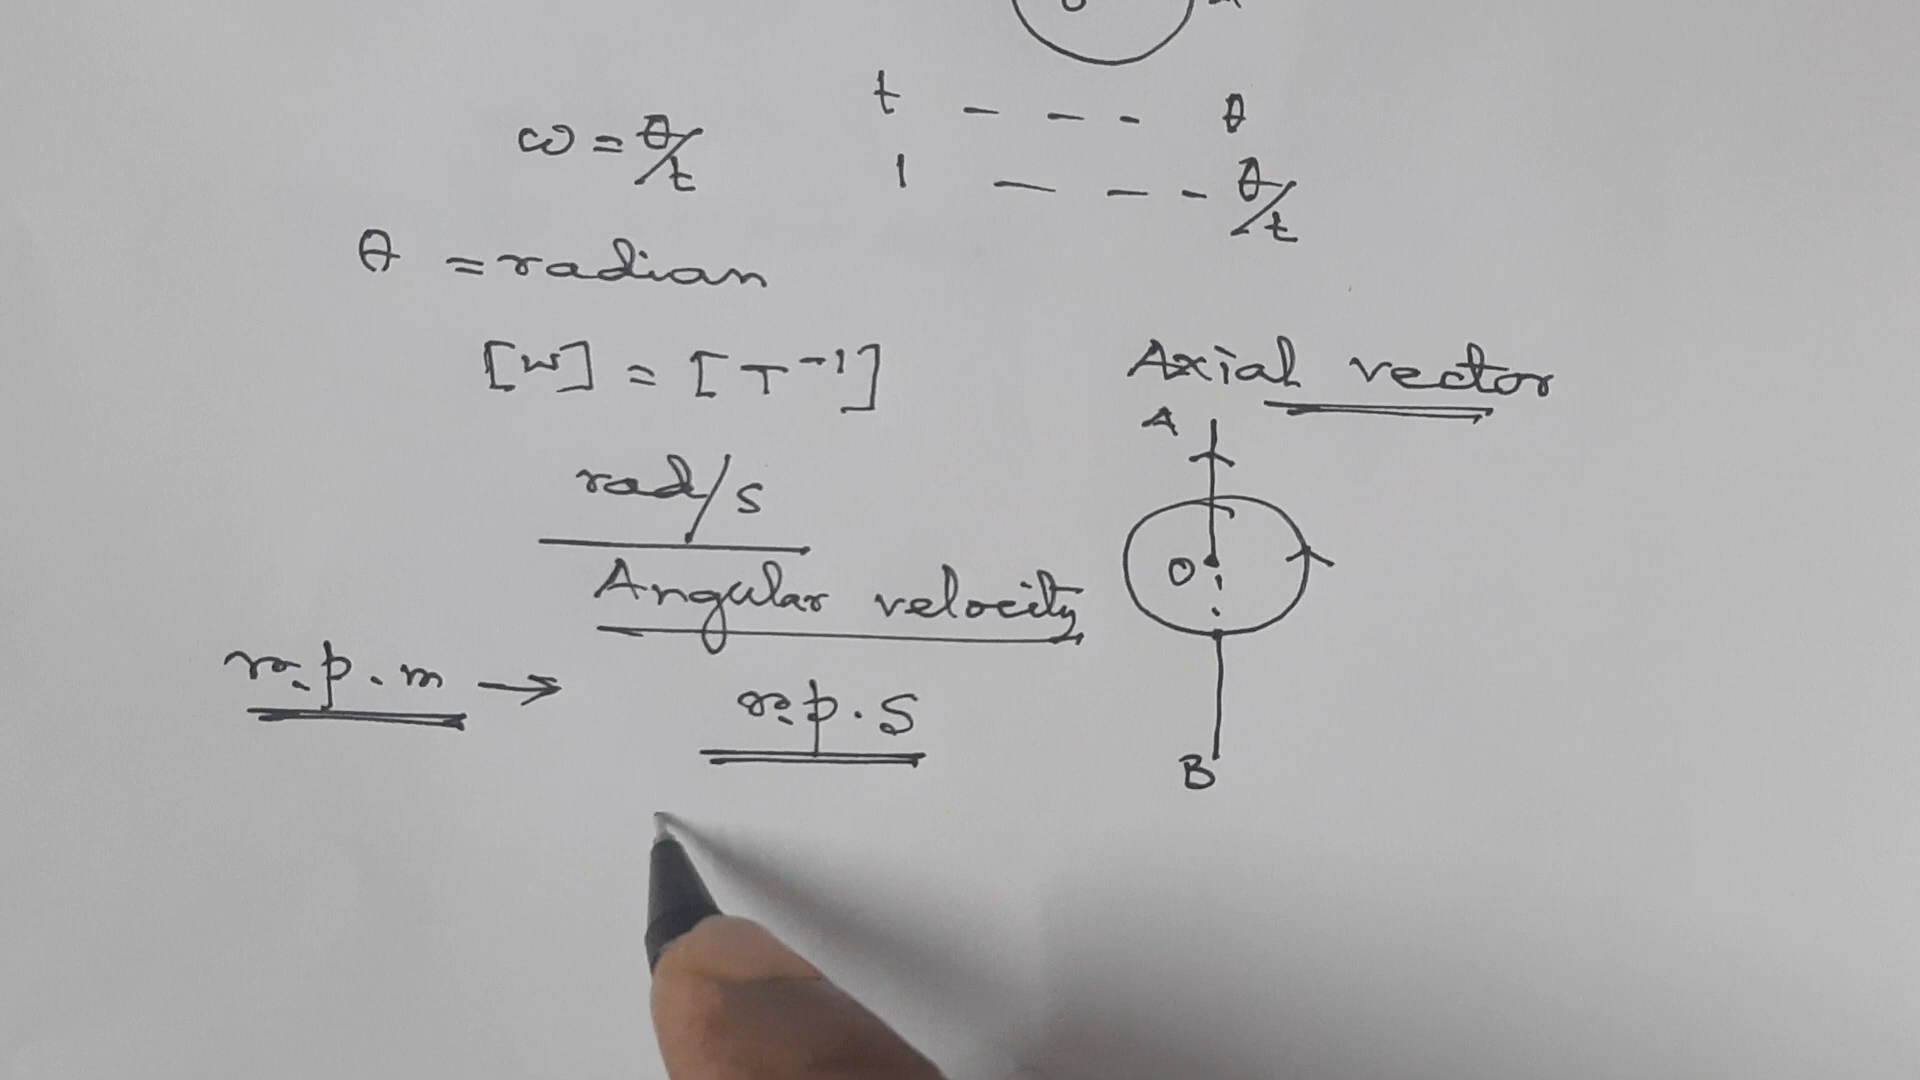 t - - - θ
ω = θ/t
1 - - - θ/t
θ = radian
[w] = [T⁻¹]
Axial vector
A
rad/s
O
Angular velocity
r.p.m →
r.p.s
B